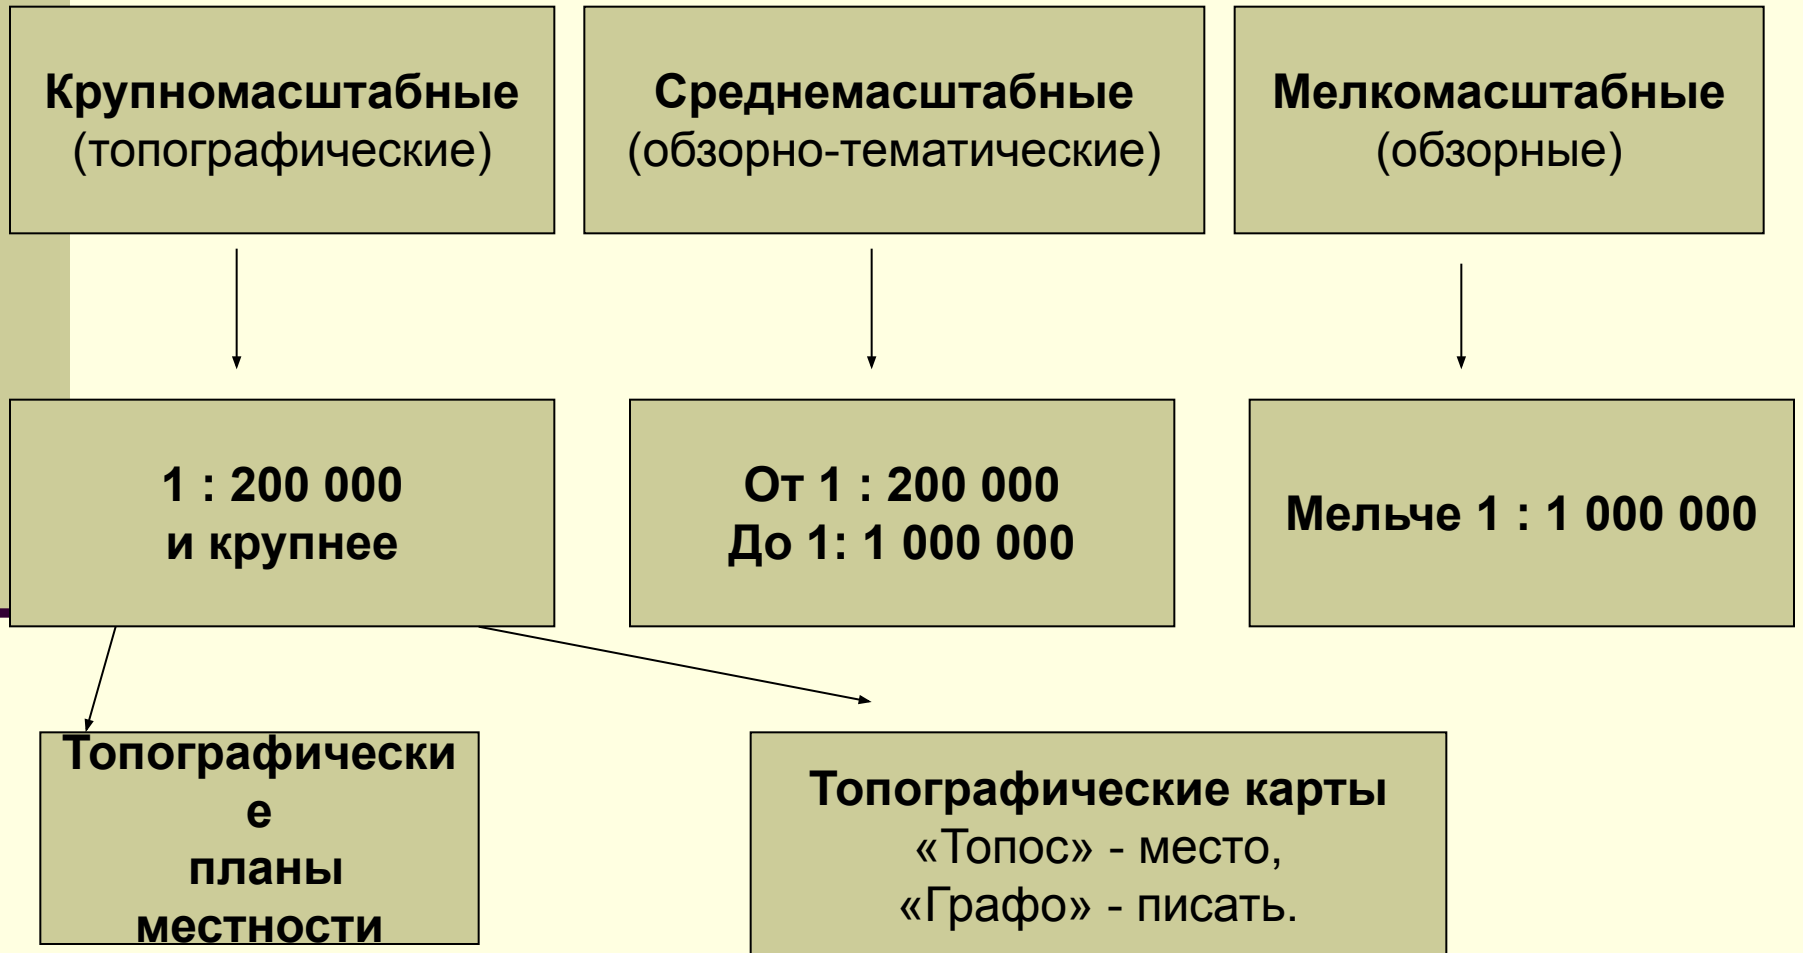 Крупномасштабные
(топографические)
Среднемасштабные
(обзорно-тематические)
Мелкомасштабные
(обзорные)
1 : 200 000
и крупнее
От 1 : 200 000
До 1: 1 000 000
Мельче 1 : 1 000 000
Топографически
е
планы
местности
Топографические карты
«Топос» - место,
«Графо» - писать.